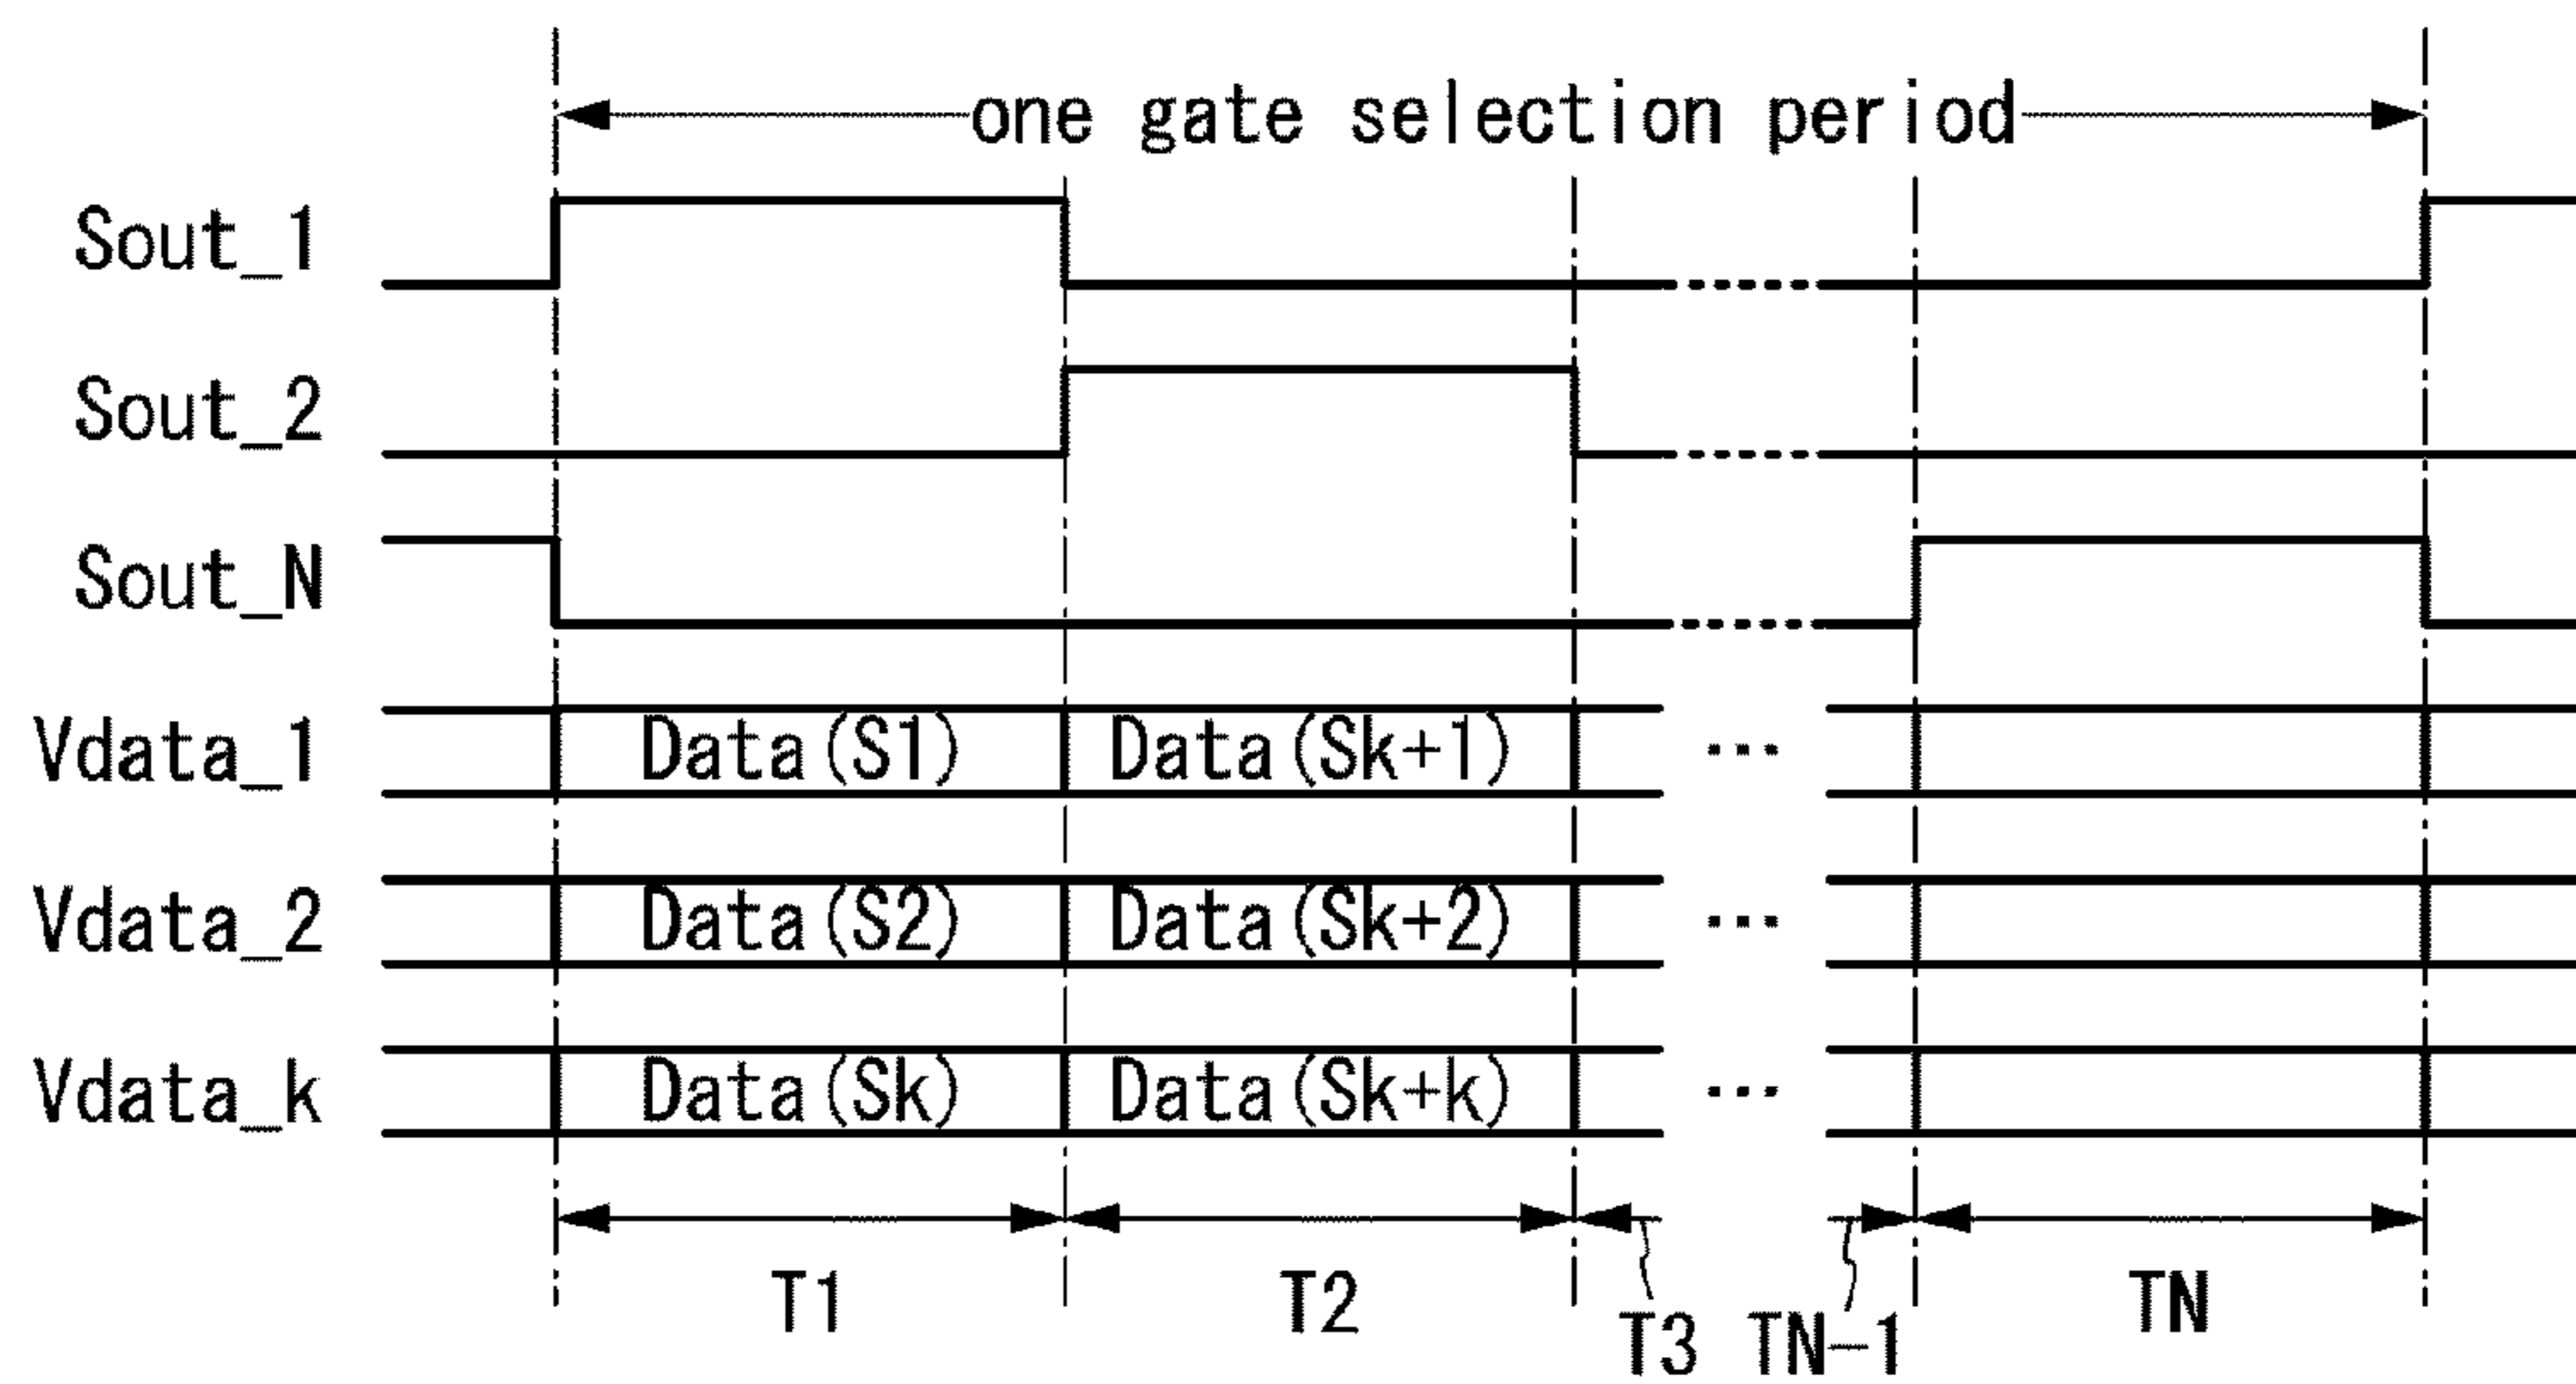 one gate selection period
Sout_1
Sout_2
Sout_N
Vdata_1 Data(S1) Data(Sk+1) ...
Vdata_2 Data(S2) Data(Sk+2) ...
Vdata_k Data(Sk) Data(Sk+k) ...
T1 T2 T3 TN-1 TN